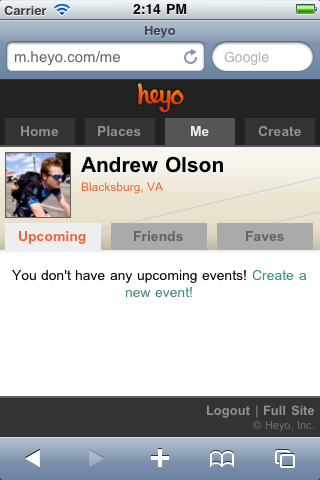 Carrier 2:14 PM
Heyo
m.heyo.com/me Google
heyo
Home Places Me Create
Andrew Olson
Blacksburg, VA
Upcoming Friends Faves
You don't have any upcoming events! Create a
new event!
Logout | Full Site
© Heyo, Inc.